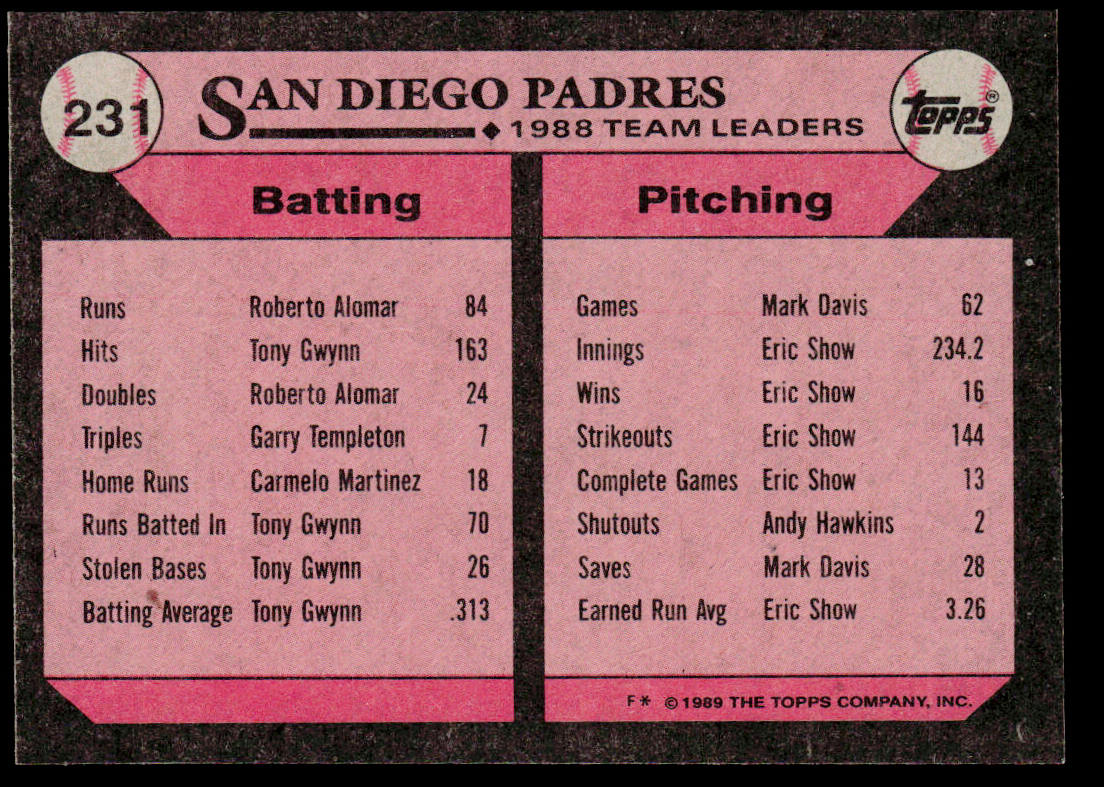 231
SAN DIEGO PADRES
1988 TEAM LEADERS
topps®
Batting
Runs Roberto Alomar 84
Hits Tony Gwynn 163
Doubles Roberto Alomar 24
Triples Garry Templeton 7
Home Runs Carmelo Martinez 18
Runs Batted In Tony Gwynn 70
Stolen Bases Tony Gwynn 26
Batting Average Tony Gwynn .313
Pitching
Games Mark Davis 62
Innings Eric Show 234.2
Wins Eric Show 16
Strikeouts Eric Show 144
Complete Games Eric Show 13
Shutouts Andy Hawkins 2
Saves Mark Davis 28
Earned Run Avg Eric Show 3.26
F* © 1989 THE TOPPS COMPANY, INC.